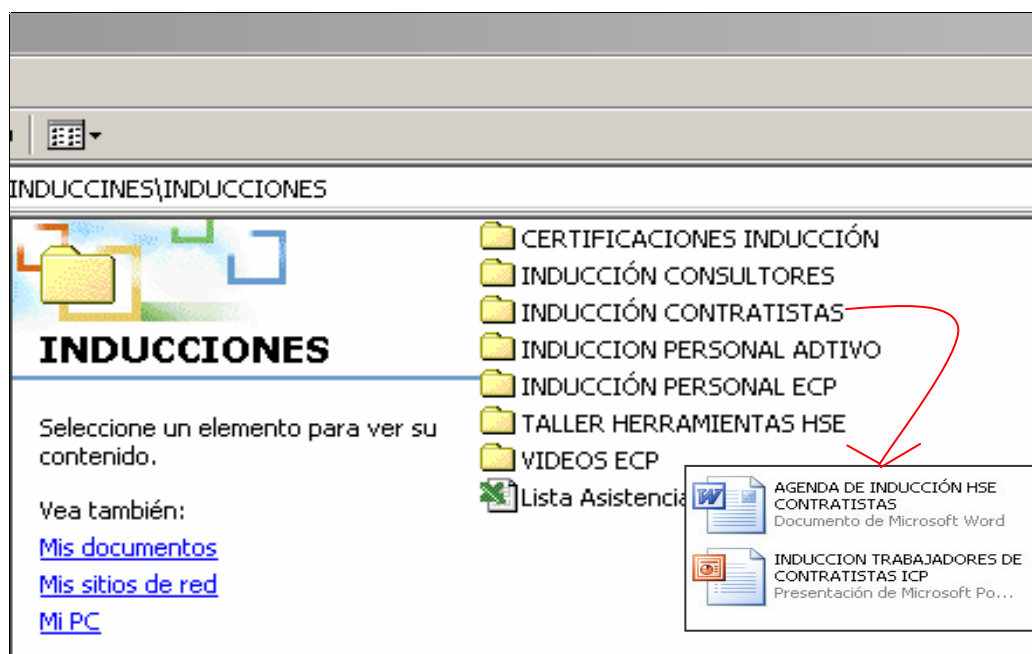 INDUCCINES\INDUCCIONES
INDUCCIONES
Seleccione un elemento para ver su
contenido.
Vea también:
Mis documentos
Mis sitios de red
Mi PC
CERTIFICACIONES INDUCCIÓN
INDUCCIÓN CONSULTORES
INDUCCIÓN CONTRATISTAS
INDUCCION PERSONAL ADTIVO
INDUCCIÓN PERSONAL ECP
TALLER HERRAMIENTAS HSE
VIDEOS ECP
Lista Asistencia
AGENDA DE INDUCCIÓN HSE
CONTRATISTAS
Documento de Microsoft Word
INDUCCION TRABAJADORES DE
CONTRATISTAS ICP
Presentación de Microsoft Po...